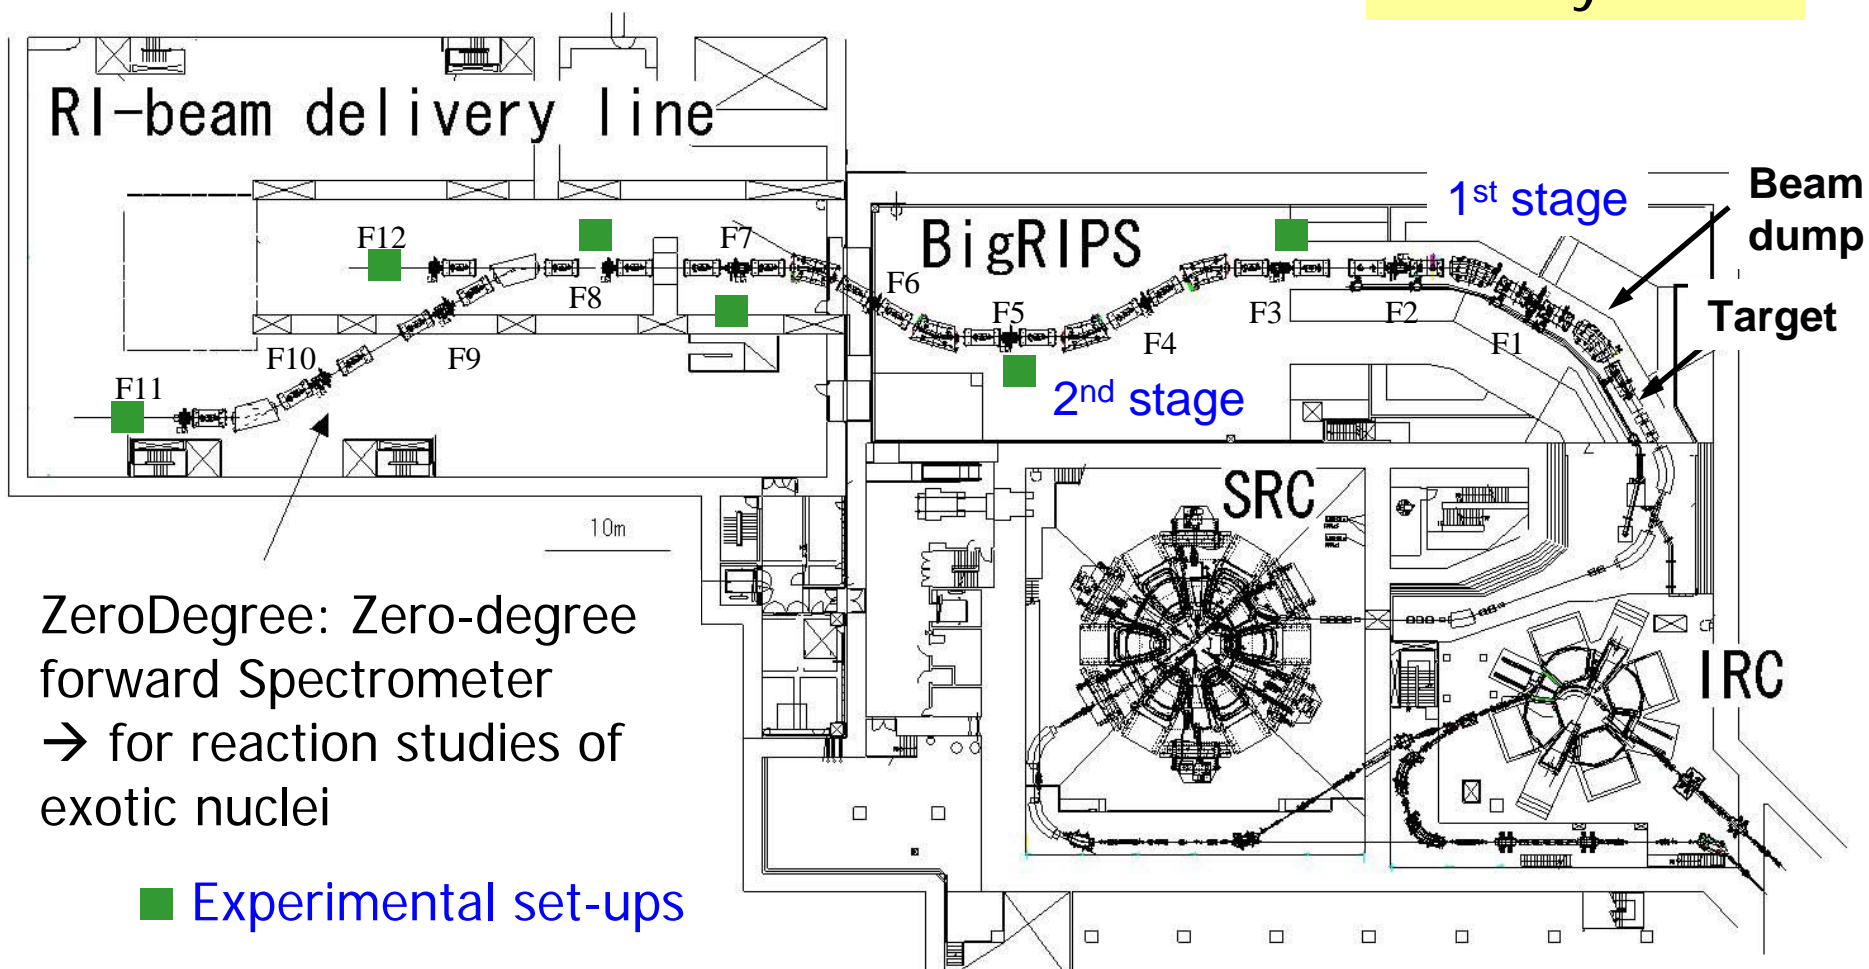 RI-beam delivery line
BigRIPS
1st stage
Beam
dump
Target
F12
F7
F6
F8
F5
F3
F2
F4
F1
F10
F9
F11
2nd stage
SRC
10m
IRC
ZeroDegree: Zero-degree
forward Spectrometer
→ for reaction studies of
exotic nuclei
Experimental set-ups